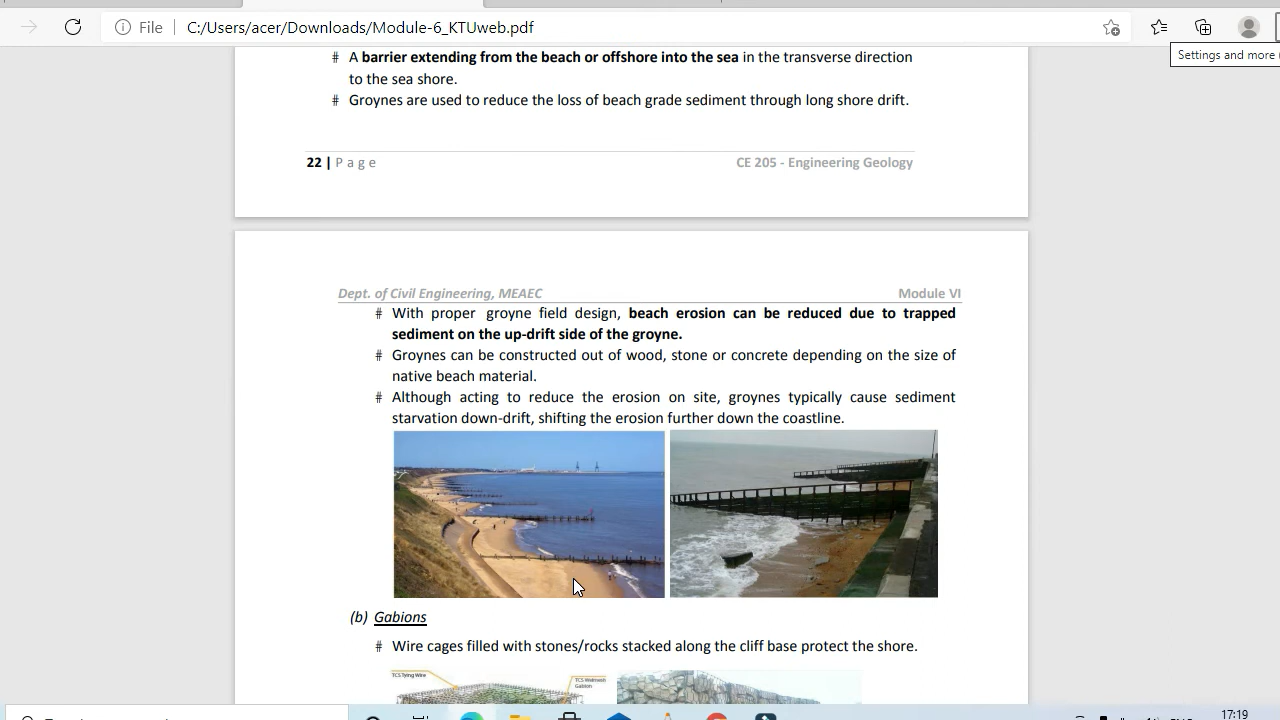 File C:/Users/acer/Downloads/Module-6_KTUweb.pdf
Settings and more
# A barrier extending from the beach or offshore into the sea in the transverse direction
to the sea shore.
# Groynes are used to reduce the loss of beach grade sediment through long shore drift.
22 | Page CE 205 - Engineering Geology
Dept. of Civil Engineering, MEAEC Module VI
# With proper groyne field design, beach erosion can be reduced due to trapped
sediment on the up-drift side of the groyne.
# Groynes can be constructed out of wood, stone or concrete depending on the size of
native beach material.
# Although acting to reduce the erosion on site, groynes typically cause sediment
starvation down-drift, shifting the erosion further down the coastline.
(b) Gabions
# Wire cages filled with stones/rocks stacked along the cliff base protect the shore.
TCS Tying Wire
Gabion
17:19